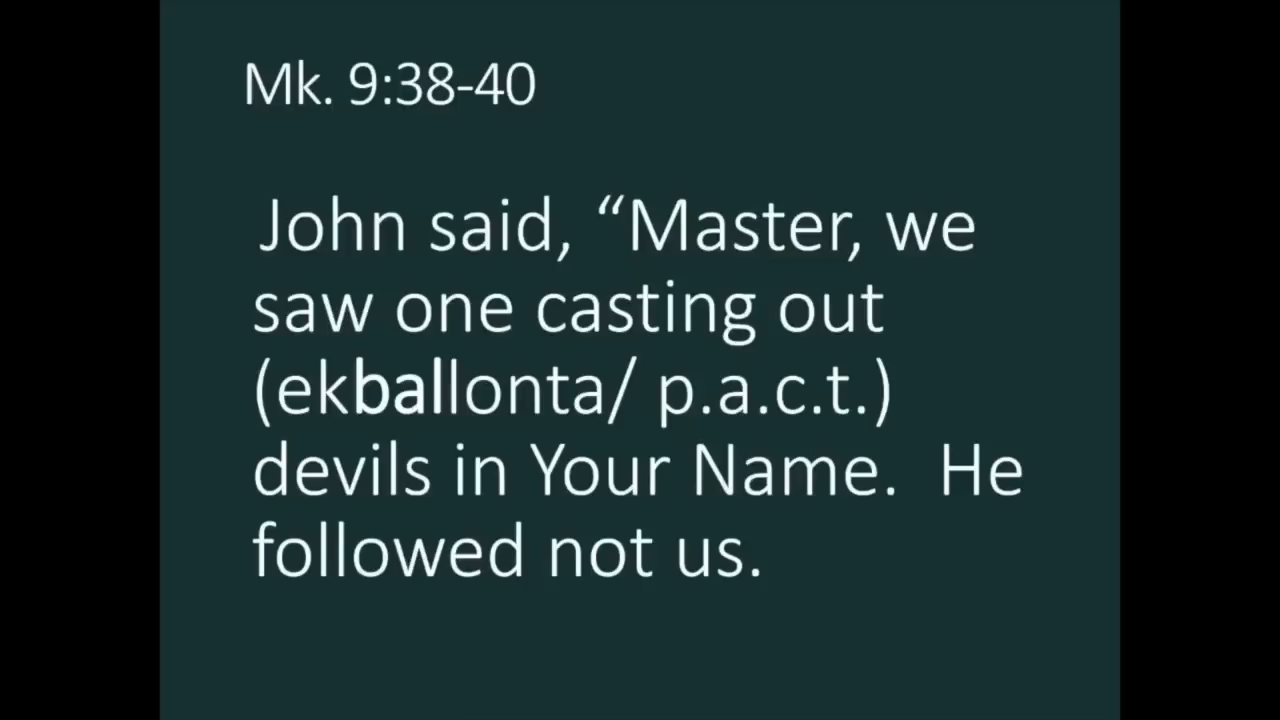 Mk. 9:38-40
John said, “Master, we
saw one casting out
(ekballonta/ p.a.c.t.)
devils in Your Name.  He
followed not us.